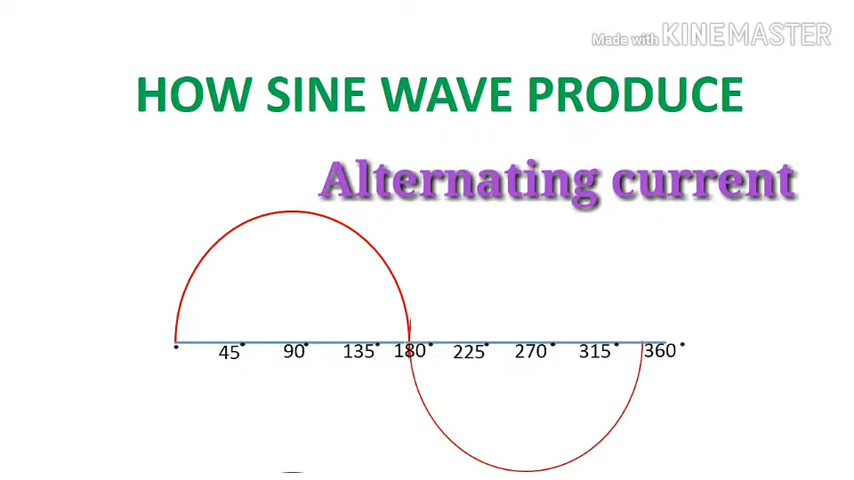 Made with KINEMASTER
HOW SINE WAVE PRODUCE
Alternating current
45 90 135 180 225 270 315 360